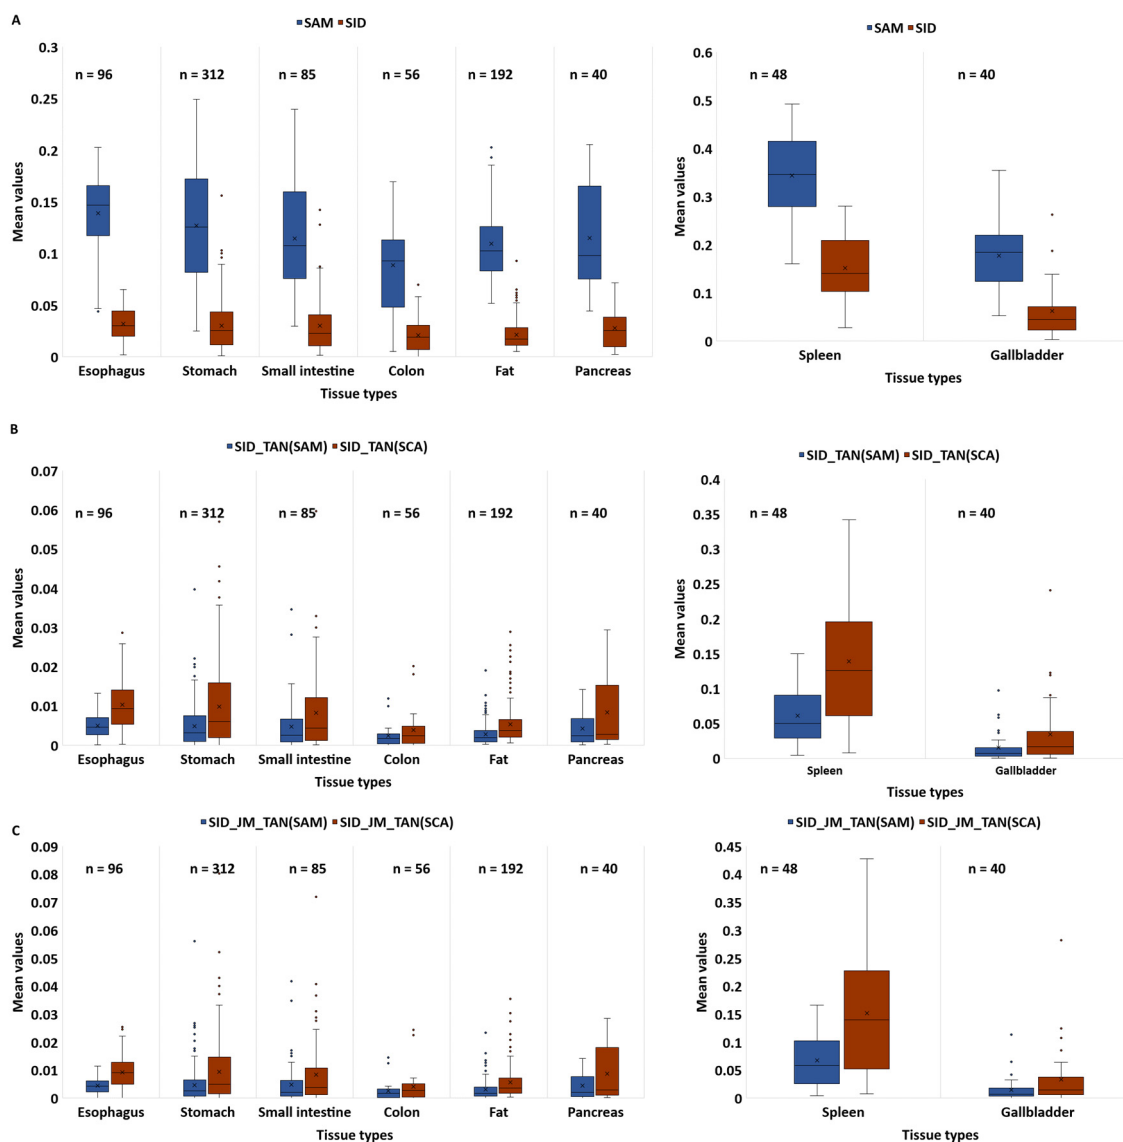 A
SAM SID
0.3
0.25
0.2
0.15
0.1
0.05
0
Mean values
n = 96 n = 312 n = 85 n = 56 n = 192 n = 40
Esophagus Stomach Small intestine Colon Fat Pancreas
Tissue types
SAM SID
0.6
0.5
0.4
0.3
0.2
0.1
0
Mean values
n = 48 n = 40
Spleen Gallbladder
Tissue types
B
SID_TAN(SAM) SID_TAN(SCA)
0.07
0.06
0.05
0.04
0.03
0.02
0.01
0
Mean values
n = 96 n = 312 n = 85 n = 56 n = 192 n = 40
Esophagus Stomach Small intestine Colon Fat Pancreas
Tissue types
SID_TAN(SAM) SID_TAN(SCA)
0.4
0.35
0.3
0.25
0.2
0.15
0.1
0.05
0
Mean values
n = 48 n = 40
Spleen Gallbladder
Tissue types
C
SID_JM_TAN(SAM) SID_JM_TAN(SCA)
0.09
0.08
0.07
0.06
0.05
0.04
0.03
0.02
0.01
0
Mean values
n = 96 n = 312 n = 85 n = 56 n = 192 n = 40
Esophagus Stomach Small intestine Colon Fat Pancreas
Tissue types
SID_JM_TAN(SAM) SID_JM_TAN(SCA)
0.45
0.4
0.35
0.3
0.25
0.2
0.15
0.1
0.05
0
Mean values
n = 48 n = 40
Spleen Gallbladder
Tissue types